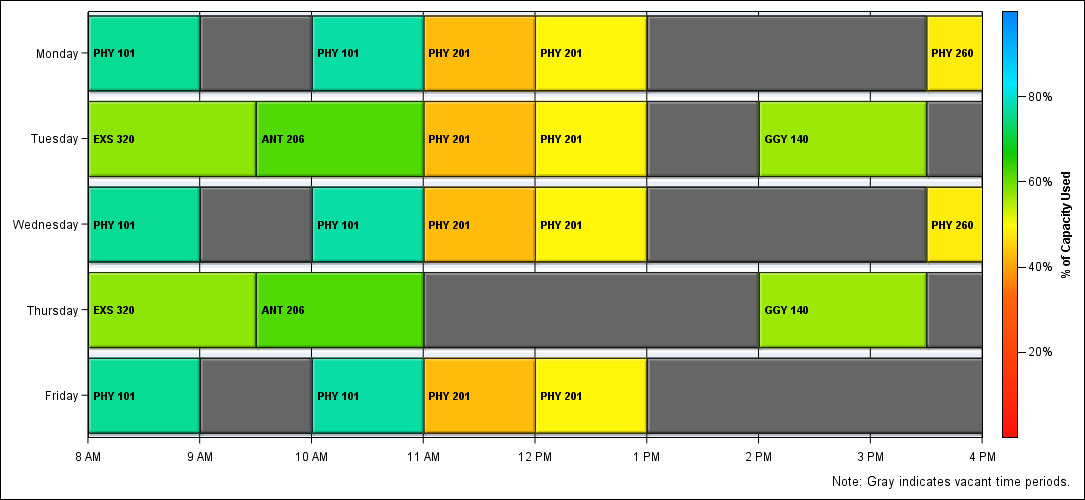 Monday PHY 101 PHY 101 PHY 201 PHY 201 PHY 260
Tuesday EXS 320 ANT 206 PHY 201 PHY 201 GGY 140
Wednesday PHY 101 PHY 101 PHY 201 PHY 201 PHY 260
Thursday EXS 320 ANT 206 GGY 140
Friday PHY 101 PHY 101 PHY 201 PHY 201
8 AM 9 AM 10 AM 11 AM 12 PM 1 PM 2 PM 3 PM 4 PM
80%
60%
40%
20%
% of Capacity Used
Note: Gray indicates vacant time periods.